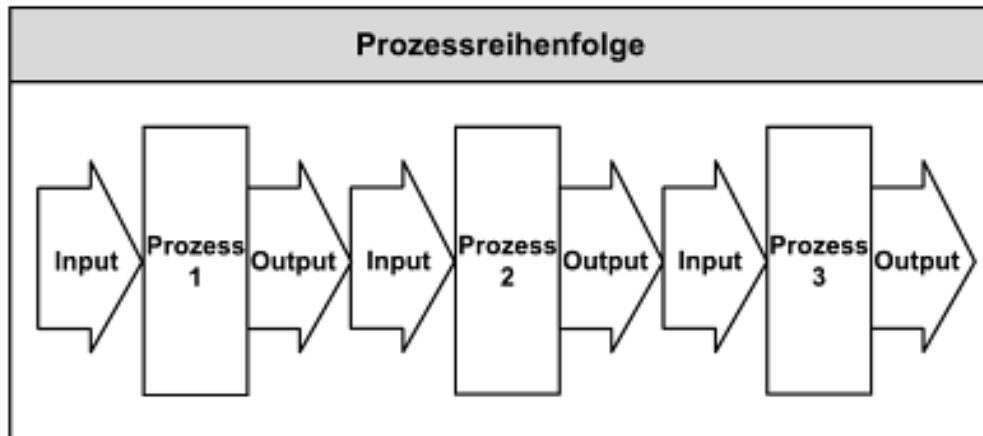 Prozessreihenfolge
Input
Prozess
1
Output
Input
Prozess
2
Output
Input
Prozess
3
Output